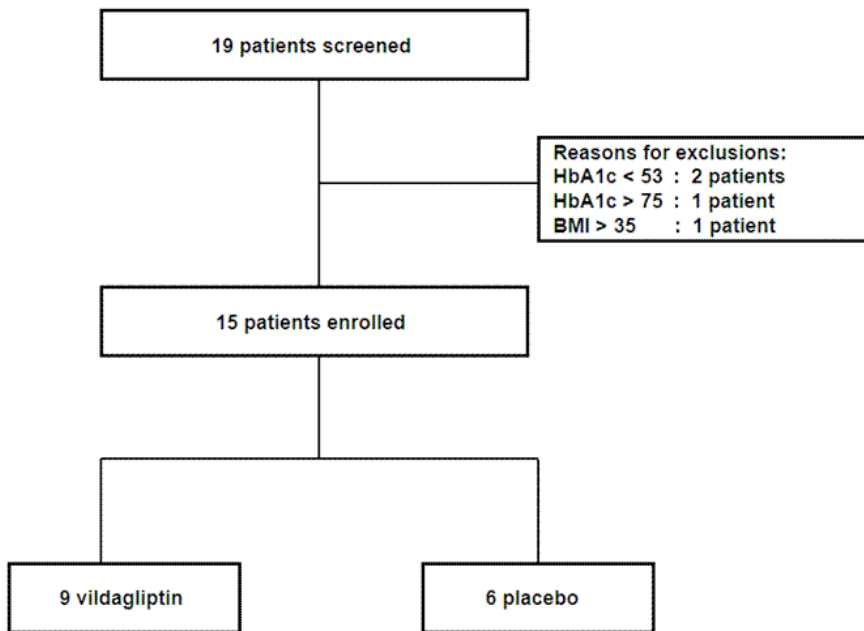 19 patients screened
Reasons for exclusions:
HbA1c < 53 : 2 patients
HbA1c > 75 : 1 patient
BMI > 35 : 1 patient
15 patients enrolled
9 vildagliptin
6 placebo